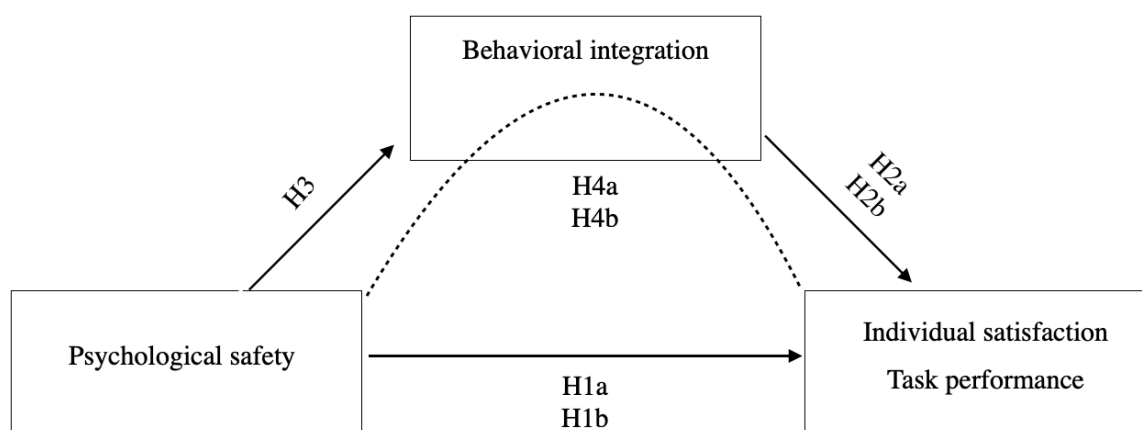 Behavioral integration
H3
H2a
H2b
H4a
H4b
Psychological safety
Individual satisfaction
Task performance
H1a
H1b